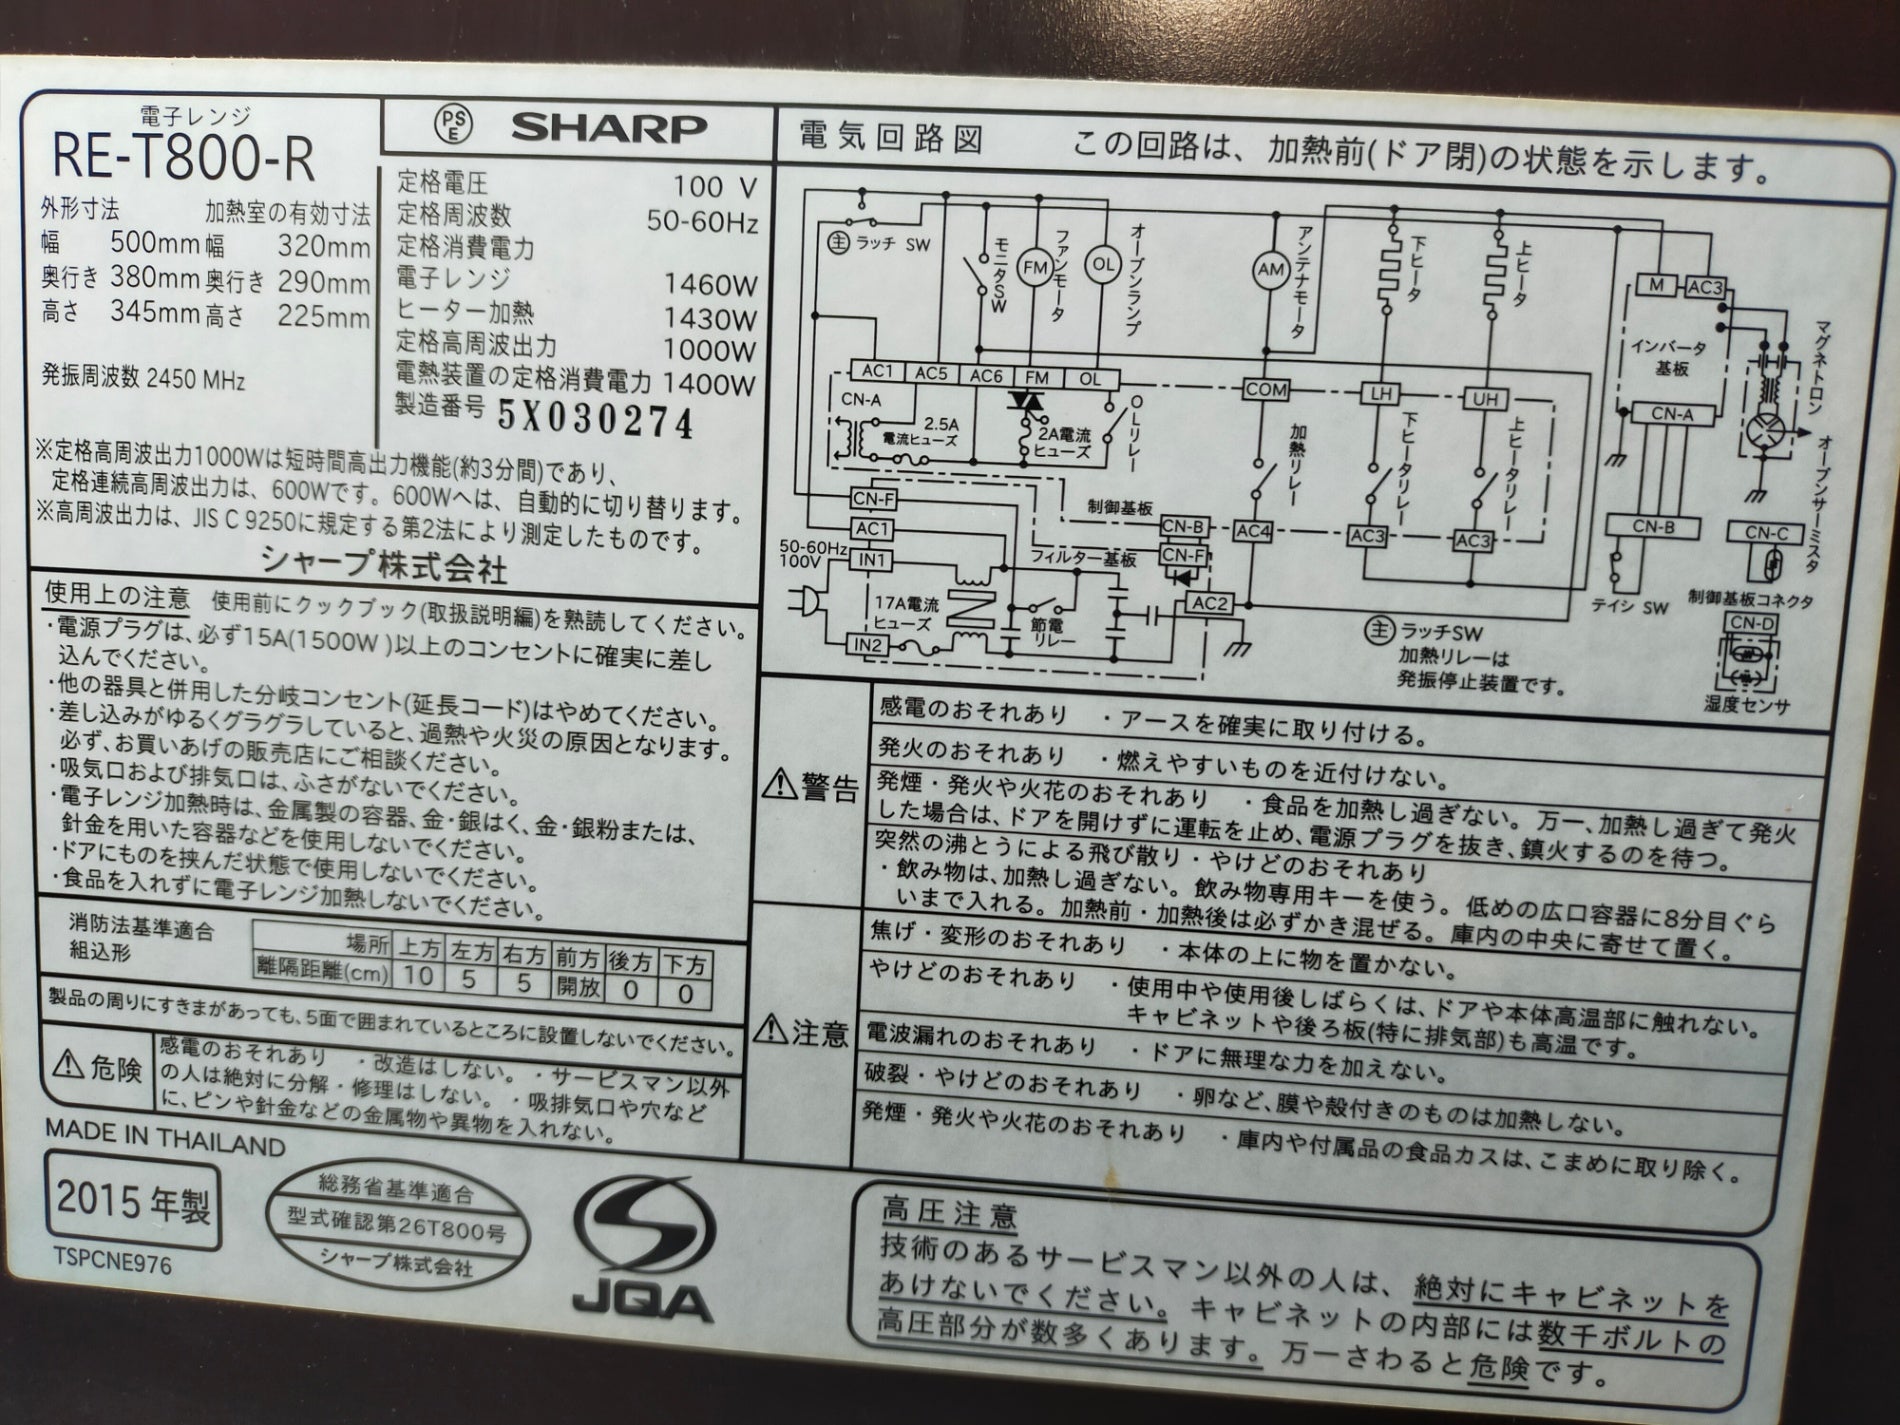 電子レンジ
RE-T800-R
外形寸法 加熱室の有効寸法
幅 500mm 幅 320mm
奥行き 380mm 奥行き 290mm
高さ 345mm 高さ 225mm
発振周波数 2450 MHz
PS E SHARP
定格電圧 100 V
定格周波数 50-60Hz
定格消費電力
電子レンジ 1460W
ヒーター加熱 1430W
定格高周波出力 1000W
電熱装置の定格消費電力 1400W
製造番号 5X030274
※定格高周波出力1000Wは短時間高出力機能(約3分間)であり、
定格連続高周波出力は、600Wです。600Wへは、自動的に切り替ります。
※高周波出力は、JIS C 9250に規定する第2法により測定したものです。
シャープ株式会社
使用上の注意 使用前にクックブック(取扱説明編)を熟読してください。
・電源プラグは、必ず15A(1500W )以上のコンセントに確実に差し
込んでください。
・他の器具と併用した分岐コンセント(延長コード)はやめてください。
・差し込みがゆるくグラグラしていると、過熱や火災の原因となります。
必ず、お買いあげの販売店にご相談ください。
・吸気口および排気口は、ふさがないでください。
・電子レンジ加熱時は、金属製の容器、金・銀はく、金・銀粉または、
針金を用いた容器などを使用しないでください。
・ドアにものを挟んだ状態で使用しないでください。
・食品を入れずに電子レンジ加熱しないでください。
消防法基準適合
組込形
場所 上方 左方 右方 前方 後方 下方
離隔距離(cm) 10 5 5 開放 0 0
製品の周りにすきまがあっても、5面で囲まれているところに設置しないでください。
危険
感電のおそれあり ・改造はしない。・サービスマン以外
の人は絶対に分解・修理はしない。・吸排気口や穴など
に、ピンや針金などの金属物や異物を入れない。
MADE IN THAILAND
2015年製
TSPCNE976
総務省基準適合
型式確認第26T800号
シャープ株式会社
JQA
電気回路図 この回路は、加熱前(ドア閉)の状態を示します。
主 ラッチ SW
モニタSW
FM
ファンモータ
OL
オーブンランプ
AM
アンテナモータ
下ヒータ
上ヒータ
M
AC3
インバータ
基板
マグネトロン
AC1 AC5 AC6 FM OL
CN-A
2.5A
電流ヒューズ
2A電流
ヒューズ
OLリレー
COM
LH
UH
加熱リレー
下ヒータリレー
上ヒータリレー
CN-A
オーブンサーミスタ
CN-F
AC1
制御基板
CN-B
CN-F
AC4
AC3
AC3
CN-B
CN-C
50-60Hz
100V
IN1
フィルター基板
17A電流
ヒューズ
節電
リレー
AC2
IN2
テイシ SW
制御基板コネクタ
CN-D
湿度センサ
主 ラッチSW
加熱リレーは
発振停止装置です。
警告
感電のおそれあり ・アースを確実に取り付ける。
発火のおそれあり ・燃えやすいものを近付けない。
発煙・発火や火花のおそれあり ・食品を加熱し過ぎない。万一、加熱し過ぎて発火
した場合は、ドアを開けずに運転を止め、電源プラグを抜き、鎮火するのを待つ。
突然の沸とうによる飛び散り・やけどのおそれあり
・飲み物は、加熱し過ぎない。飲み物専用キーを使う。低めの広口容器に8分目ぐら
いまで入れる。加熱前・加熱後は必ずかき混ぜる。庫内の中央に寄せて置く。
注意
焦げ・変形のおそれあり ・本体の上に物を置かない。
やけどのおそれあり ・使用中や使用後しばらくは、ドアや本体高温部に触れない。
キャビネットや後ろ板(特に排気部)も高温です。
電波漏れのおそれあり ・ドアに無理な力を加えない。
破裂・やけどのおそれあり ・卵など、膜や殻付きのものは加熱しない。
発煙・発火や火花のおそれあり ・庫内や付属品の食品カスは、こまめに取り除く。
高圧注意
技術のあるサービスマン以外の人は、絶対にキャビネットを
あけないでください。キャビネットの内部には数千ボルトの
高圧部分が数多くあります。万一さわると危険です。